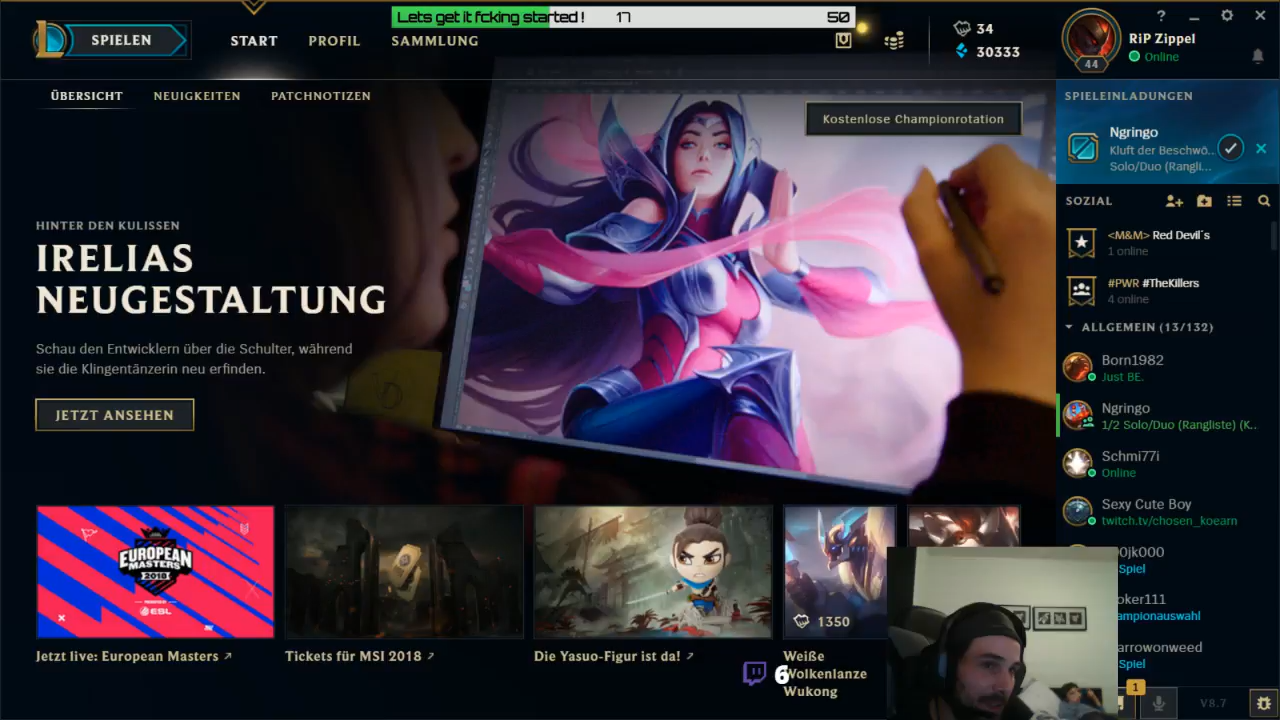 Lets get it fcking started !
17
50
SPIELEN
START
PROFIL
SAMMLUNG
34
30333
44
?
RiP Zippel
Online
ÜBERSICHT
NEUIGKEITEN
PATCHNOTIZEN
Kostenlose Championrotation
HINTER DEN KULISSEN
IRELIAS
NEUGESTALTUNG
Schau den Entwicklern über die Schulter, während
sie die Klingentänzerin neu erfinden.
JETZT ANSEHEN
EUROPEAN
MASTERS
2018
ESL
Jetzt live: European Masters
Tickets für MSI 2018
Die Yasuo-Figur ist da!
1350
Weiße
Wolkenlanze
Wukong
6
SPIELEINLADUNGEN
Ngringo
Kluft der Beschwö...
Solo/Duo (Rangli...
SOZIAL
<M&M> Red Devil´s
1 online
#PWR #TheKillers
4 online
ALLGEMEIN (13/132)
Born1982
Just BE.
Ngringo
1/2 Solo/Duo (Rangliste) (K..
Schmi77i
Online
Sexy Cute Boy
twitch.tv/chosen_koearn
0jk000
Spiel
oker111
ampionauswahl
arrowonweed
Spiel
1
V8.7